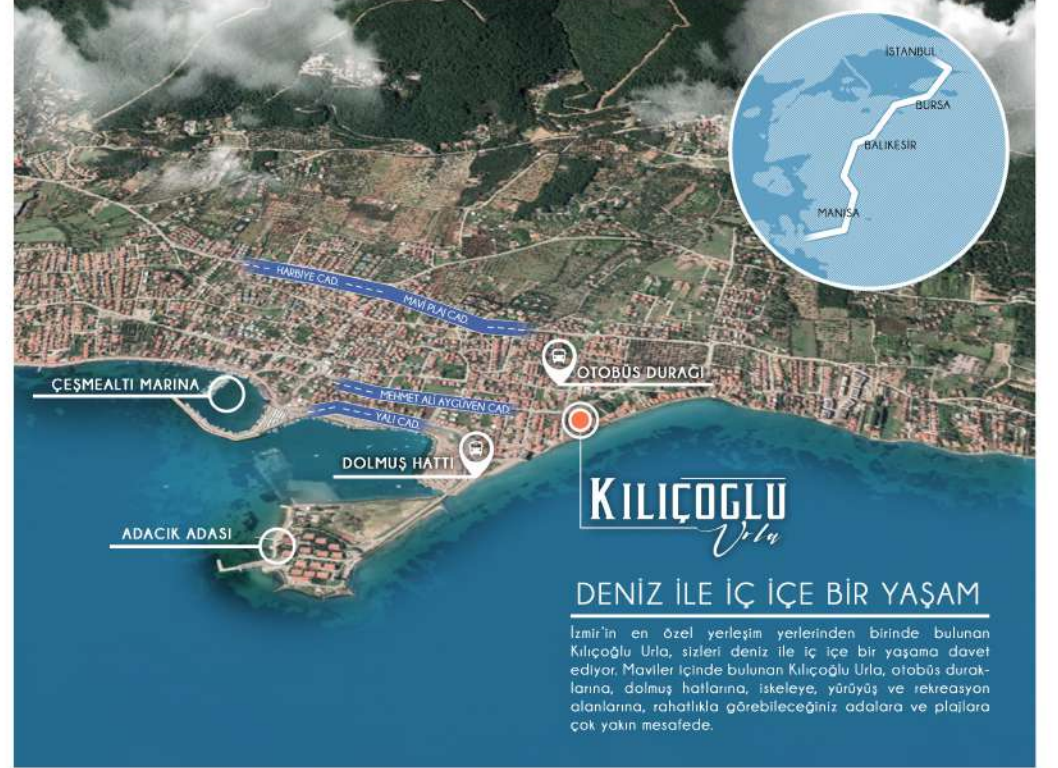 İSTANBUL
BURSA
BALIKESİR
MANİSA
HARBİYE CAD.
MAVİ PLAJ CAD.
OTOBÜS DURAĞI
ÇEŞMEALTI MARINA
MEHMET ALİ AYGÜVEN CAD.
YALI CAD.
DOLMUŞ HATTI
KILIÇOGLU
Urla
ADACIK ADASI
DENİZ İLE İÇ İÇE BİR YAŞAM
İzmir'in en özel yerleşim yerlerinden birinde bulunan
Kılıçoğlu Urla, sizleri deniz ile iç içe bir yaşama davet
ediyor. Maviler içinde bulunan Kılıçoğlu Urla, otobüs durak-
larına, dolmuş hatlarına, iskeleye, yürüyüş ve rekreasyon
alanlarına, rahatlıkla görebileceğiniz adalara ve plajlara
çok yakın mesafede.